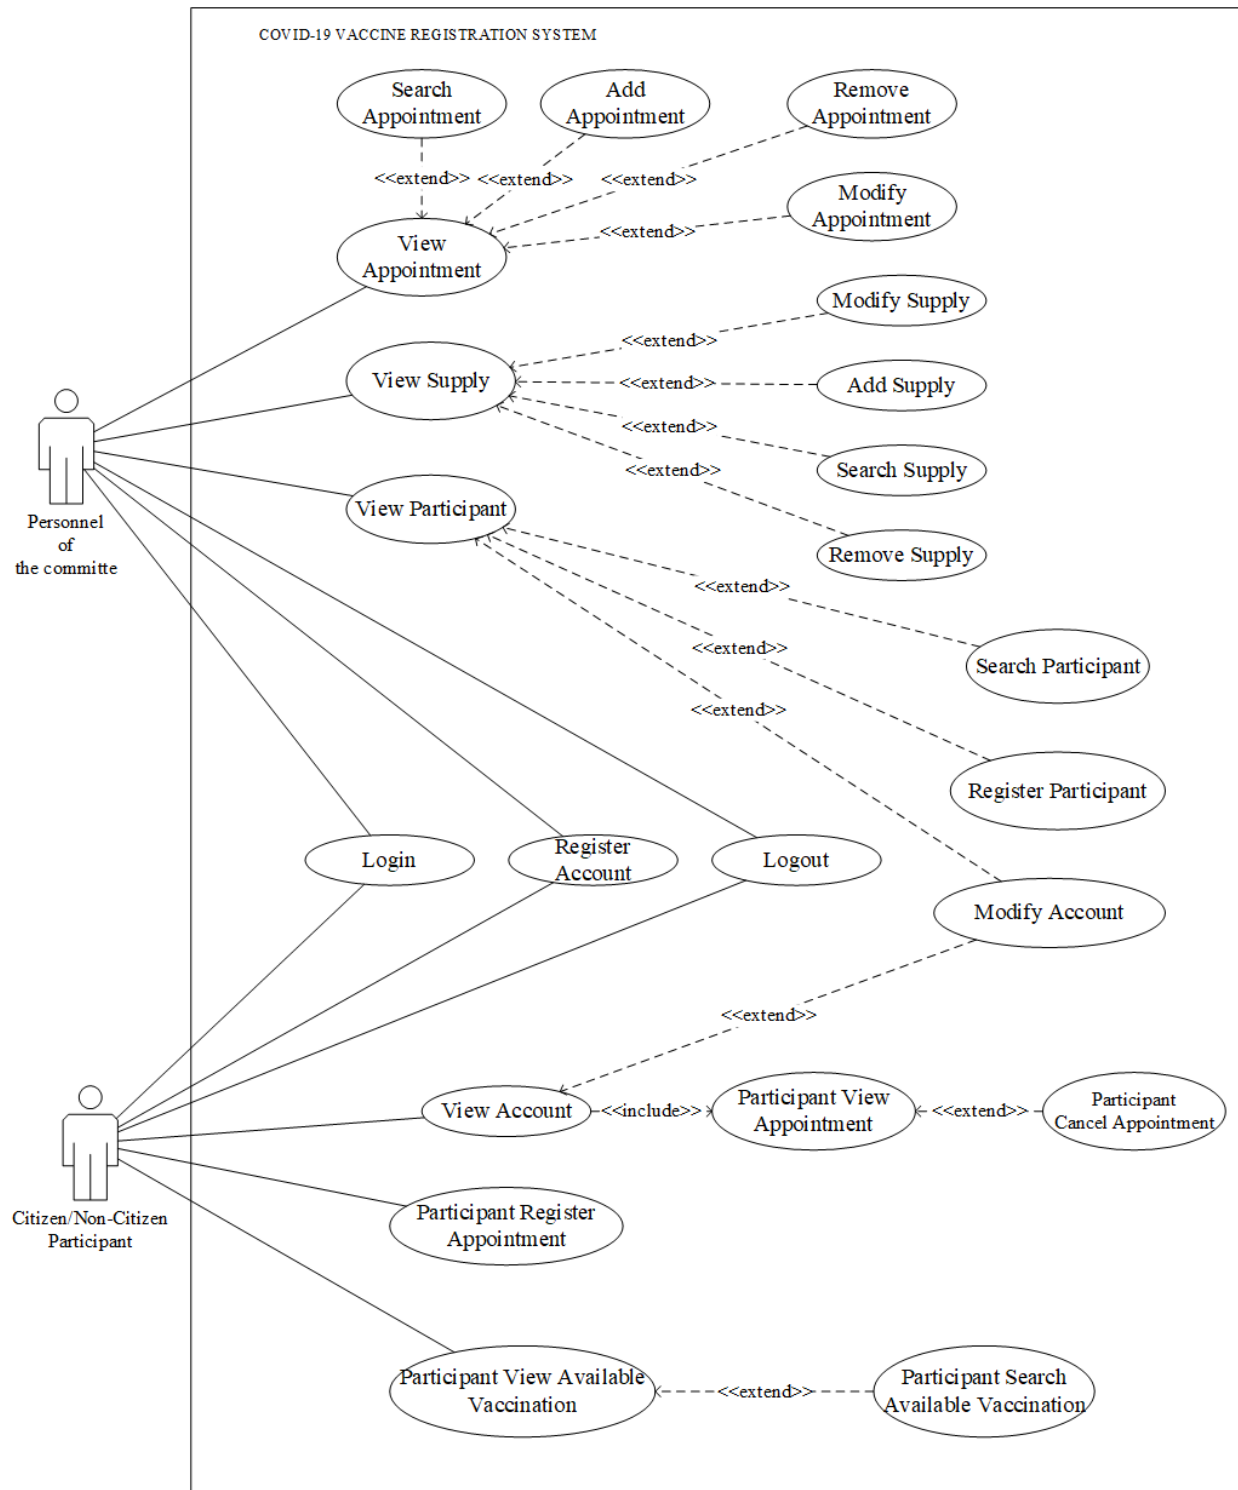 COVID-19 VACCINE REGISTRATION SYSTEM
Search
Appointment
Add
Appointment
Remove
Appointment
<<extend>>
<<extend>>
<<extend>>
Modify
Appointment
<<extend>>
View
Appointment
Modify Supply
<<extend>>
View Supply
<<extend>>
Add Supply
<<extend>>
Search Supply
<<extend>>
View Participant
Remove Supply
Personnel
of
the committe
<<extend>>
<<extend>>
Search Participant
<<extend>>
Register Participant
Login
Register
Account
Logout
Modify Account
<<extend>>
View Account
<<include>>
Participant View
Appointment
<<extend>>
Participant
Cancel Appointment
Citizen/Non-Citizen
Participant
Participant Register
Appointment
Participant View Available
Vaccination
<<extend>>
Participant Search
Available Vaccination